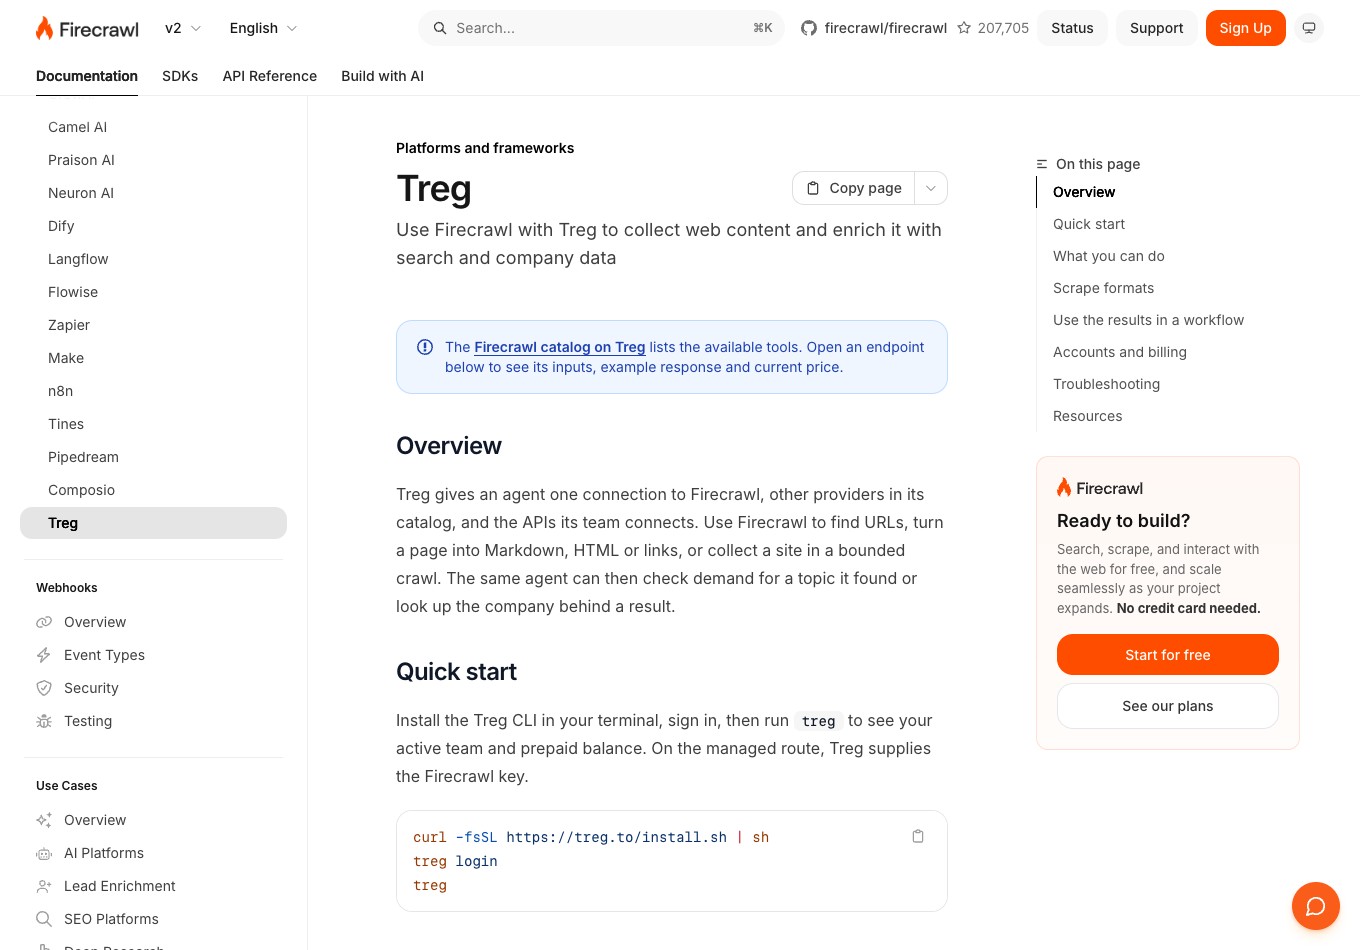 Firecrawl
v2
English
Search...
⌘K
firecrawl/firecrawl
207,705
Status
Support
Sign Up
Documentation
SDKs
API Reference
Build with AI
Camel AI
Praison AI
Neuron AI
Dify
Langflow
Flowise
Zapier
Make
n8n
Tines
Pipedream
Composio
Treg
Webhooks
Overview
Event Types
Security
Testing
Use Cases
Overview
AI Platforms
Lead Enrichment
SEO Platforms
Deep Research
Platforms and frameworks
Treg
Copy page
Use Firecrawl with Treg to collect web content and enrich it with
search and company data
The Firecrawl catalog on Treg lists the available tools. Open an endpoint
below to see its inputs, example response and current price.
Overview
Treg gives an agent one connection to Firecrawl, other providers in its
catalog, and the APIs its team connects. Use Firecrawl to find URLs, turn
a page into Markdown, HTML or links, or collect a site in a bounded
crawl. The same agent can then check demand for a topic it found or
look up the company behind a result.
Quick start
Install the Treg CLI in your terminal, sign in, then run treg to see your
active team and prepaid balance. On the managed route, Treg supplies
the Firecrawl key.
curl -fsSL https://treg.to/install.sh | sh
treg login
treg
On this page
Overview
Quick start
What you can do
Scrape formats
Use the results in a workflow
Accounts and billing
Troubleshooting
Resources
Firecrawl
Ready to build?
Search, scrape, and interact with
the web for free, and scale
seamlessly as your project
expands. No credit card needed.
Start for free
See our plans